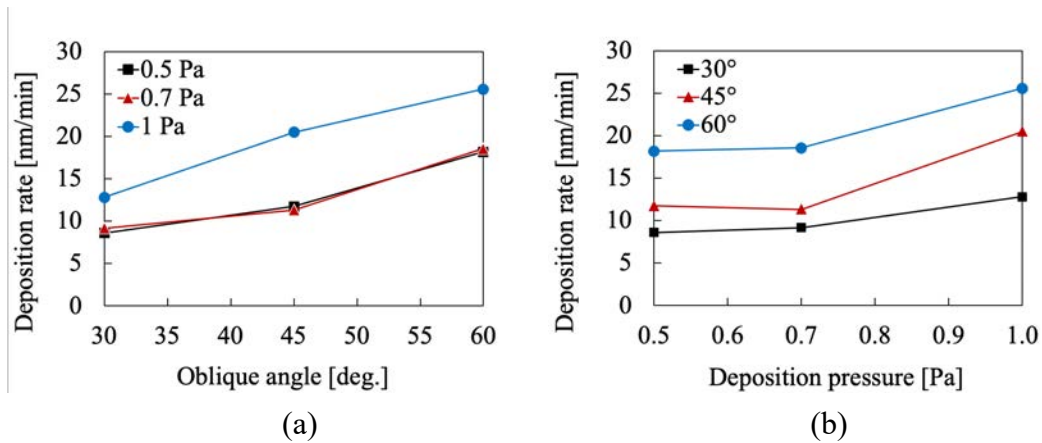 Deposition rate [nm/min]
30
25
20
15
10
5
0
0.5 Pa
0.7 Pa
1 Pa
30 35 40 45 50 55 60
Oblique angle [deg.]
(a)
Deposition rate [nm/min]
30
25
20
15
10
5
0
30°
45°
60°
0.5 0.6 0.7 0.8 0.9 1.0
Deposition pressure [Pa]
(b)